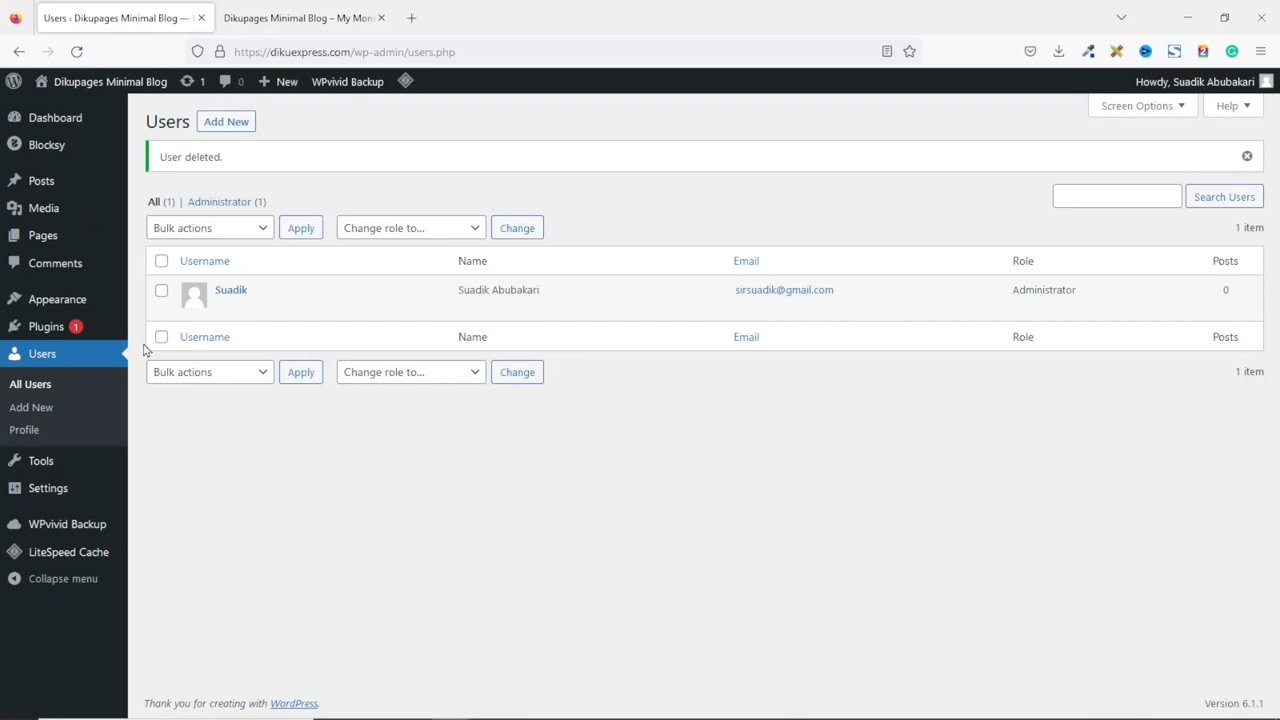 Users ‹ Dikupages Minimal Blog —
Dikupages Minimal Blog – My Mon
https://dikuexpress.com/wp-admin/users.php
Dikupages Minimal Blog 1 0 New WPvivid Backup Howdy, Suadik Abubakari
Dashboard
Blocksy
Posts
Media
Pages
Comments
Appearance
Plugins 1
Users
All Users
Add New
Profile
Tools
Settings
WPvivid Backup
LiteSpeed Cache
Collapse menu
Screen Options Help
Users Add New
User deleted.
All (1) | Administrator (1)
Search Users
Bulk actions Apply Change role to... Change 1 item
Username Name Email Role Posts
Suadik Suadik Abubakari sirsuadik@gmail.com Administrator 0
Username Name Email Role Posts
Bulk actions Apply Change role to... Change 1 item
Thank you for creating with WordPress. Version 6.1.1